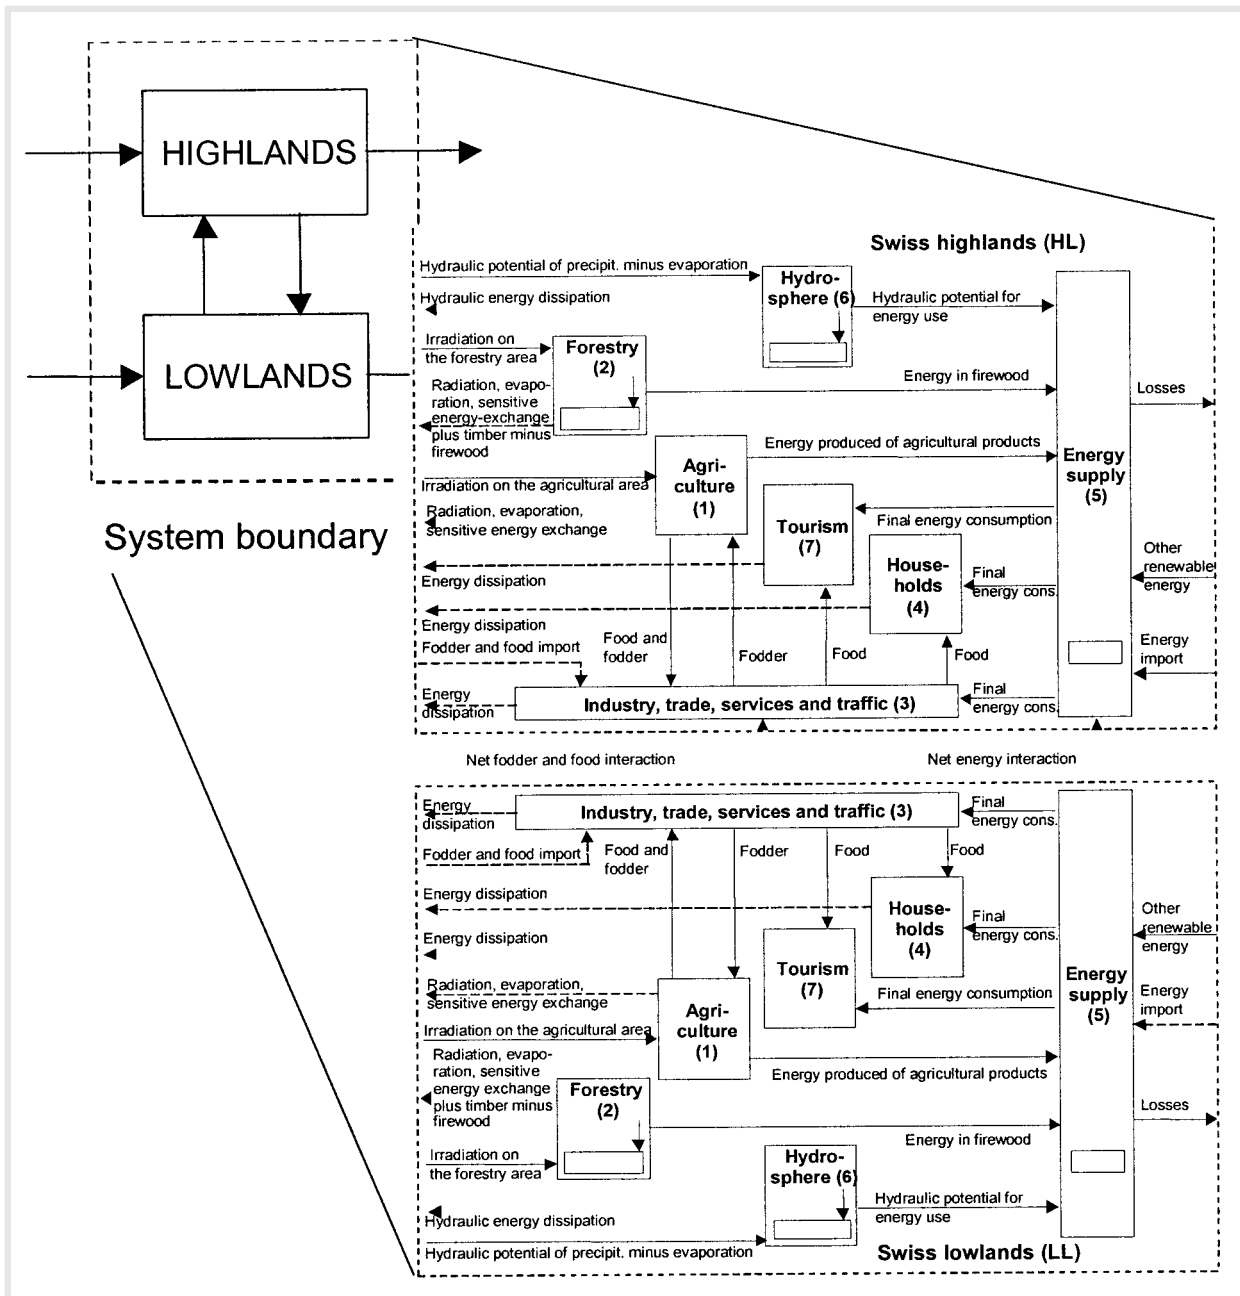 HIGHLANDS
LOWLANDS
System boundary
Swiss highlands (HL)
Hydraulic potential of precipit. minus evaporation
Hydro-
sphere (6)
Hydraulic energy dissipation
Hydraulic potential for
energy use
Irradiation on
the forestry area
Forestry
(2)
Radiation, evapo-
ration, sensitive
energy-exchange
plus timber minus
firewood
Energy in firewood
Losses
Energy produced of agricultural products
Agri-
culture
(1)
Energy
supply
(5)
Irradiation on the agricultural area
Radiation, evaporation,
sensitive energy exchange
Tourism
(7)
Final energy consumption
Other
renewable
energy
House-
holds
(4)
Final
energy cons.
Energy dissipation
Energy dissipation
Fodder and food import
Food and
fodder
Fodder
Food
Food
Energy
import
Energy
dissipation
Industry, trade, services and traffic (3)
Final
energy cons.
Net fodder and food interaction
Net energy interaction
Energy
dissipation
Industry, trade, services and traffic (3)
Final
energy cons.
Fodder and food import
Food and
fodder
Fodder
Food
Food
Energy dissipation
House-
holds
(4)
Final
energy cons.
Other
renewable
energy
Energy dissipation
Tourism
(7)
Energy
supply
(5)
Radiation, evaporation,
sensitive energy exchange
Final energy consumption
Energy
import
Agri-
culture
(1)
Irradiation on the agricultural area
Radiation, evapo-
ration, sensitive
energy exchange
plus timber minus
firewood
Energy produced of agricultural products
Forestry
(2)
Losses
Energy in firewood
Irradiation on
the forestry area
Hydro-
sphere (6)
Hydraulic potential for
energy use
Hydraulic energy dissipation
Hydraulic potential of precipit. minus evaporation
Swiss lowlands (LL)